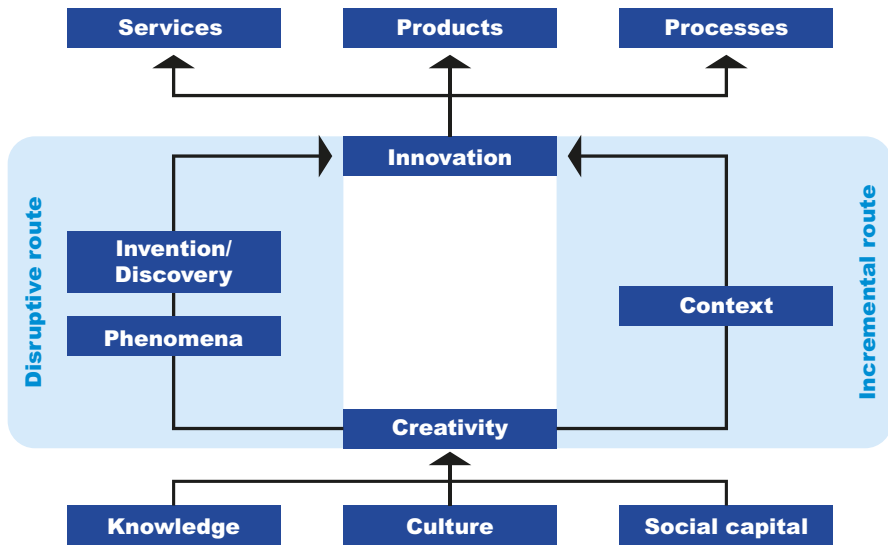 Services
Products
Processes
Innovation
Disruptive route
Invention/
Discovery
Phenomena
Context
Incremental route
Creativity
Knowledge
Culture
Social capital